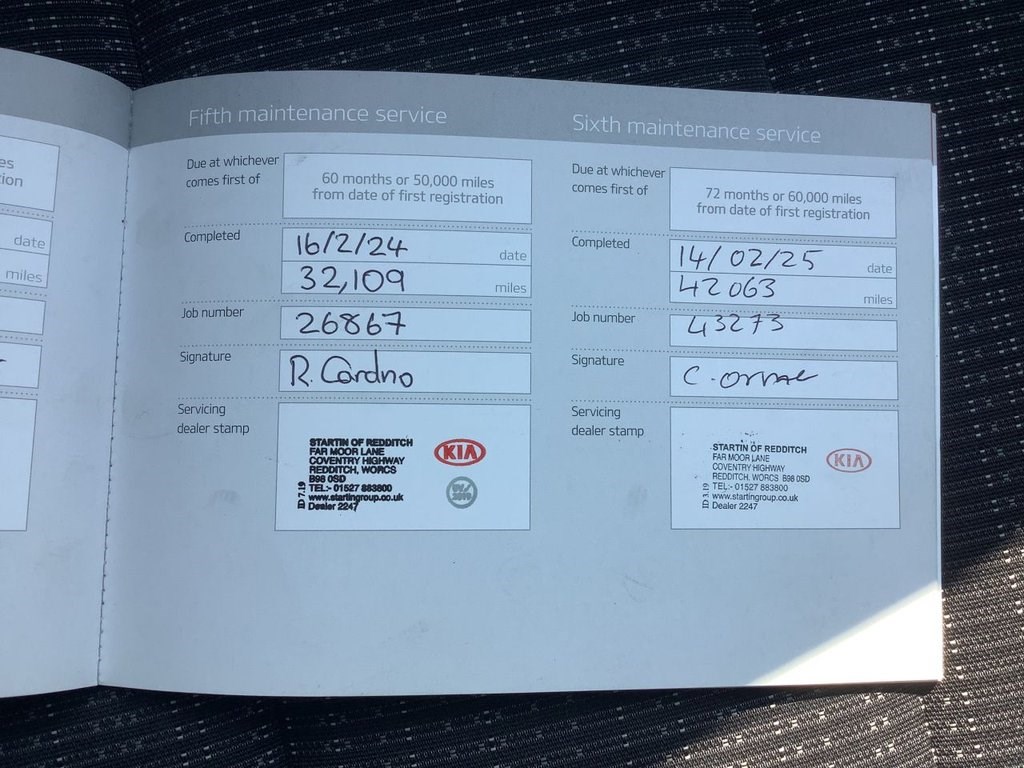 es
ion
date
miles
Fifth maintenance service
Due at whichever
comes first of
60 months or 50,000 miles
from date of first registration
Completed
16/2/24
date
32,109
miles
Job number
26867
Signature
R. Cardno
Servicing
dealer stamp
STARTIN OF REDDITCH
FAR MOOR LANE
COVENTRY HIGHWAY
REDDITCH, WORCS
B98 0SD
TEL:- 01527 883800
www.startingroup.co.uk
Dealer 2247
ID 7.19
KIA
Sixth maintenance service
Due at whichever
comes first of
72 months or 60,000 miles
from date of first registration
Completed
14/02/25
date
42063
miles
Job number
43273
Signature
C.
Servicing
dealer stamp
STARTIN OF REDDITCH
FAR MOOR LANE
COVENTRY HIGHWAY
REDDITCH, WORCS B98 0SD
TEL:- 01527 883800
www.startingroup.co.uk
Dealer 2247
ID 3.19
KIA